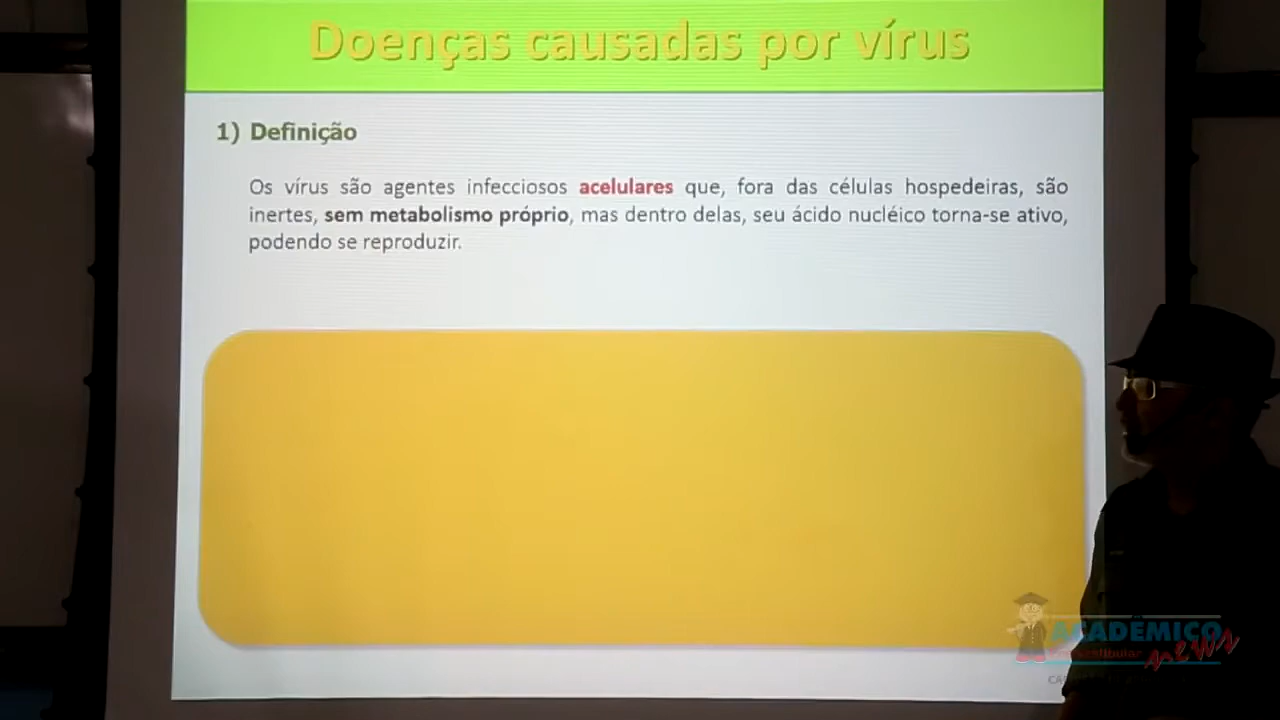 Doenças causadas por vírus
1) Definição
Os vírus são agentes infecciosos acelulares que, fora das células hospedeiras, são
inertes, sem metabolismo próprio, mas dentro delas, seu ácido nucléico torna-se ativo,
podendo se reproduzir.
ACADÊMICO
news